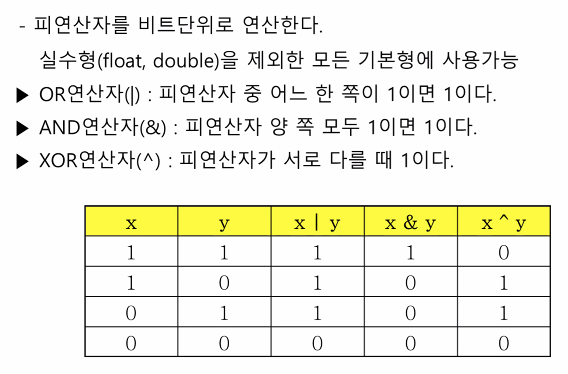 - 피연산자를 비트단위로 연산한다.
실수형(float, double)을 제외한 모든 기본형에 사용가능
▶ OR연산자(|) : 피연산자 중 어느 한 쪽이 1이면 1이다.
▶ AND연산자(&) : 피연산자 양 쪽 모두 1이면 1이다.
▶ XOR연산자(^) : 피연산자가 서로 다를 때 1이다.
x y x | y x & y x ^ y
1 1 1 1 0
1 0 1 0 1
0 1 1 0 1
0 0 0 0 0